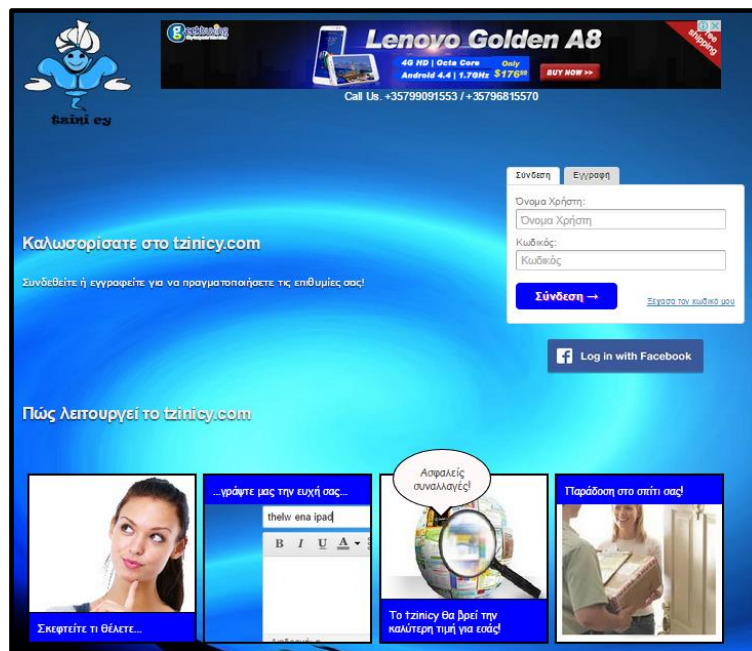 geekbuying
Lenovo Golden A8
4G HD | Octa Core
Android 4.4 | 1.7GHz
Only
$176
BUY NOW >>
free
shipping
tzini cy
Call Us. +35799091553 / +35796815570
Σύνδεση
Εγγραφή
Όνομα Χρήστη:
Όνομα Χρήστη
Κωδικός:
Κωδικός
Σύνδεση →
Ξέχασα τον κωδικό μου
Καλωσορίσατε στο tzinicy.com
Συνδεθείτε ή εγγραφείτε για να πραγματοποιήσετε τις επιθυμίες σας!
Log in with Facebook
Πώς λειτουργεί το tzinicy.com
Σκεφτείτε τι θέλετε...
...γράψτε μας την ευχή σας...
thelw ena ipad
B I U A
Ασφαλείς
συναλλαγές!
Το tzinicy θα βρεί την
καλύτερη τιμή για εσάς!
Παράδοση στο σπίτι σας!